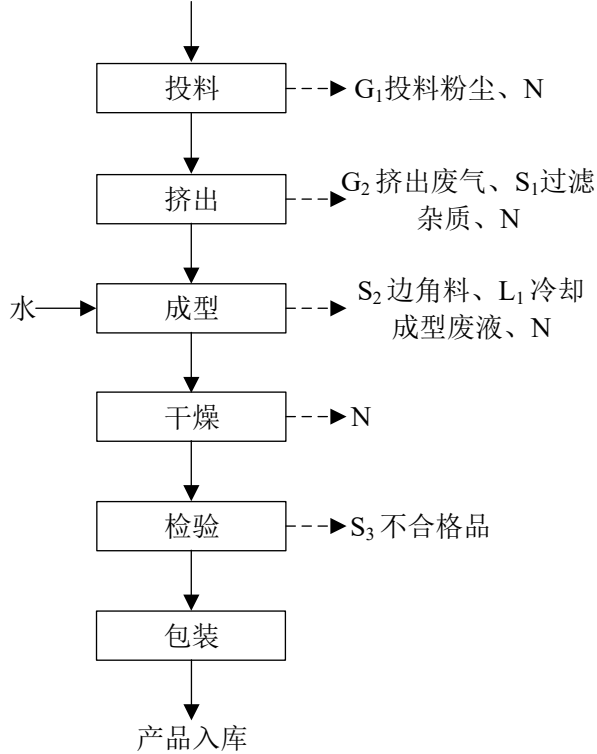 投料
G₁投料粉尘、N
挤出
G₂挤出废气、S₁过滤
杂质、N
水
成型
S₂边角料、L₁冷却
成型废液、N
干燥
N
检验
S₃不合格品
包装
产品入库